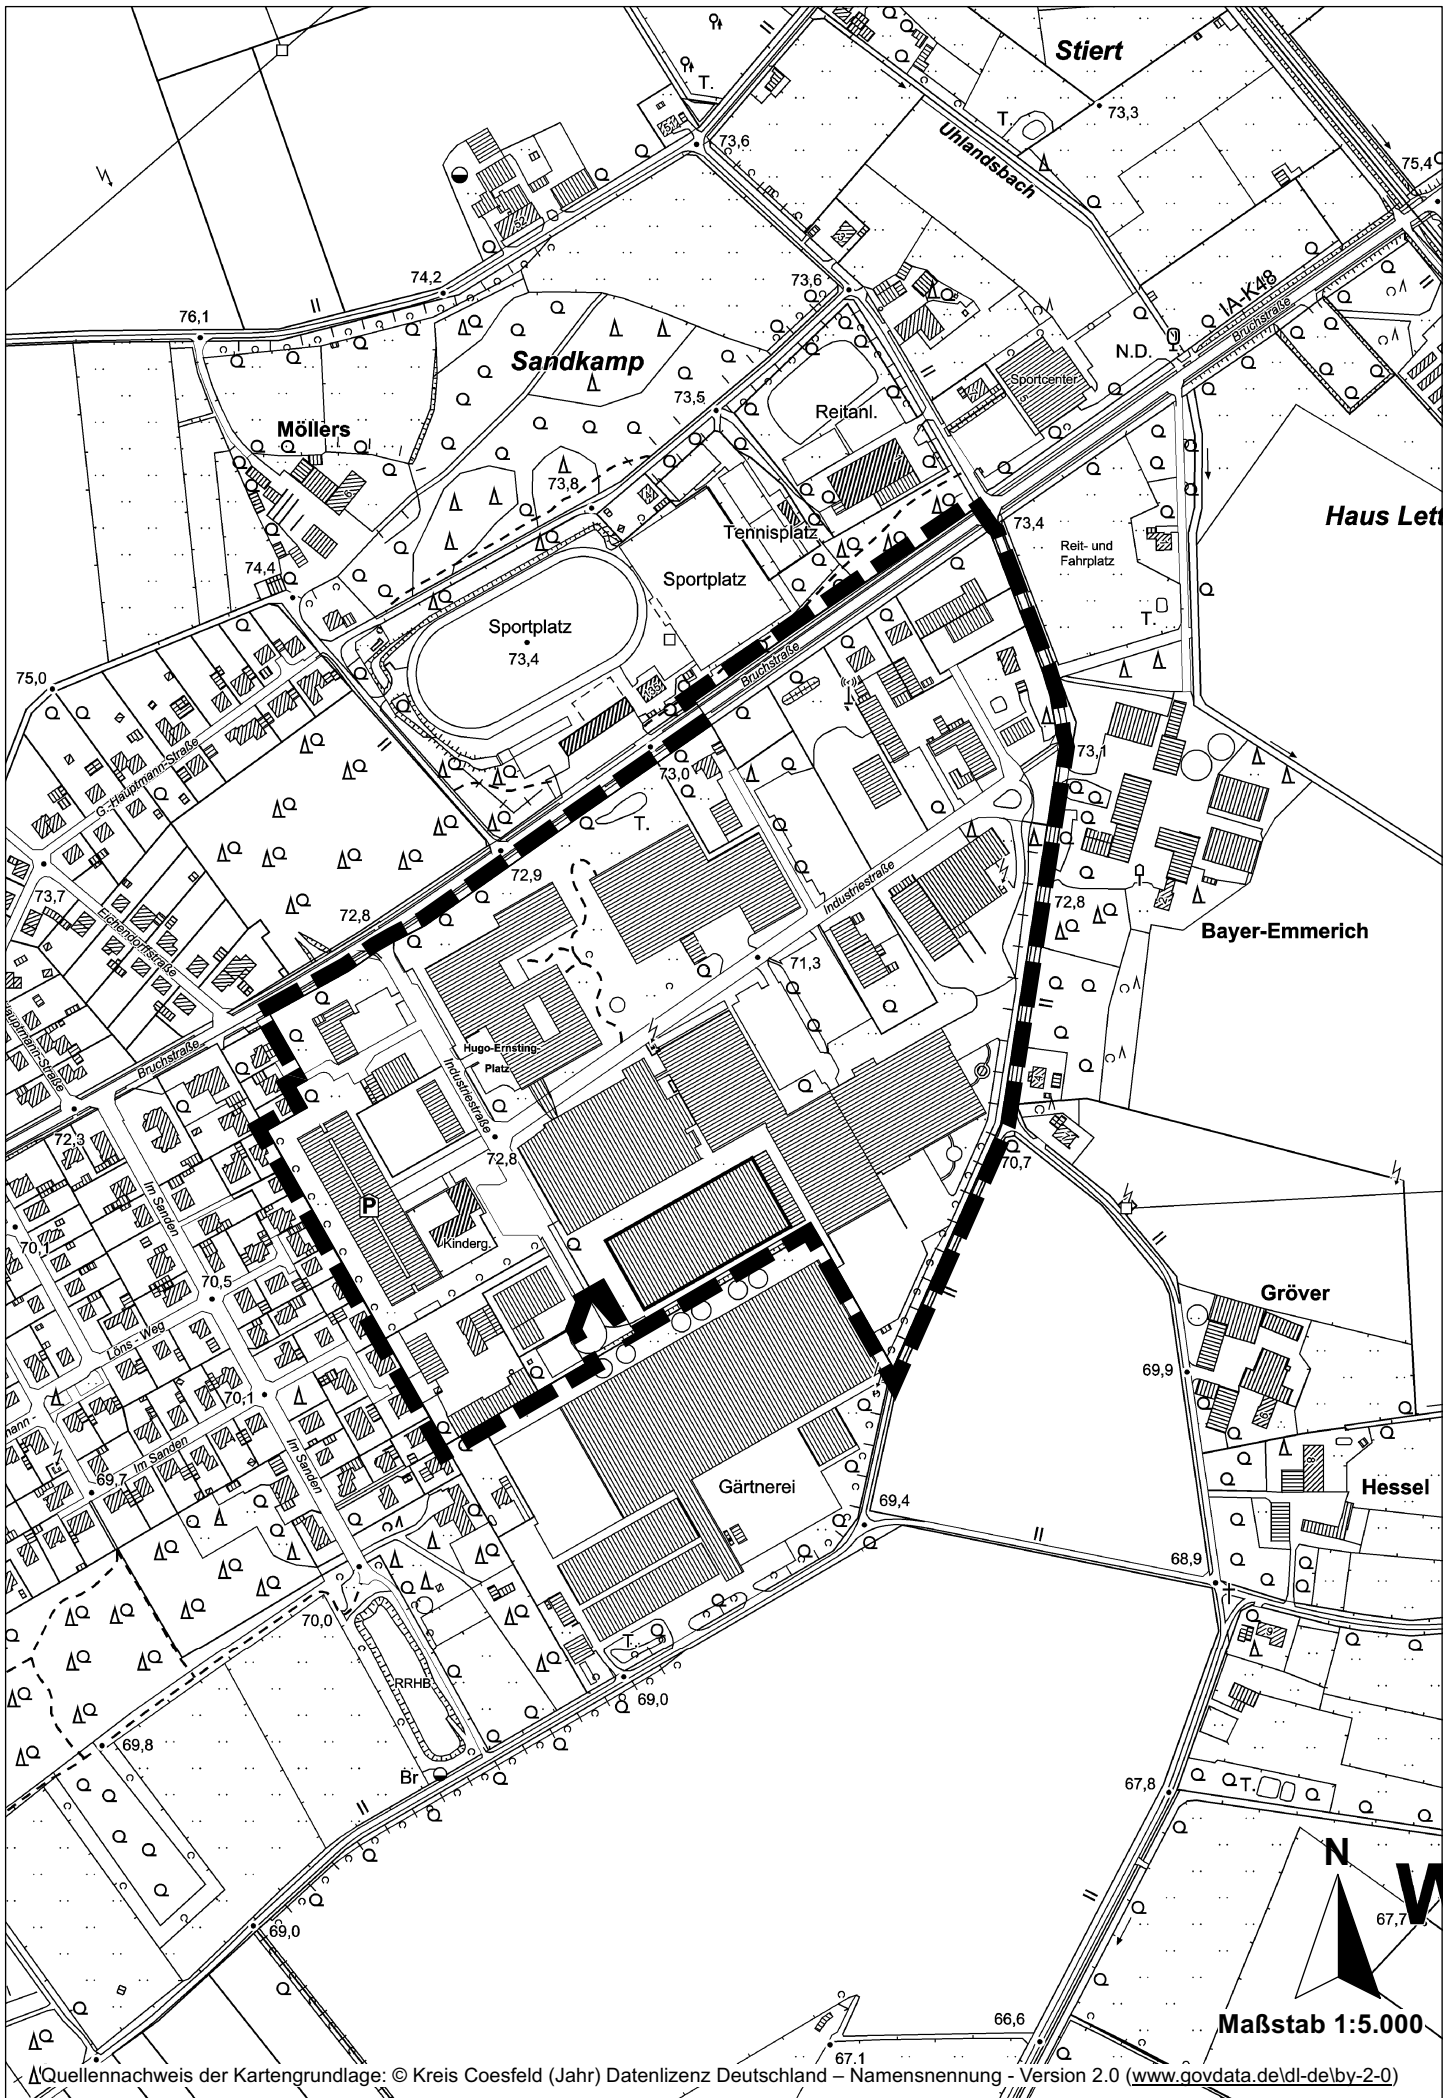 Stiert
T.
T.
73,3
73,6
Uhlandsbach
75,4
74,2
73,6
IA-K48
Bruchstraße
76,1
N.D.
Sandkamp
Sportcenter
73,5
Reitanl.
Möllers
73,8
Haus Lett
73,4
Tennisplatz
Reit- und
Fahrplatz
74,4
Sportplatz
T.
Sportplatz
73,4
Bruchstraße
75,0
G.-Hauptmann-Straße
73,1
73,0
T.
72,9
Industriestraße
73,7
72,8
72,8
Eichendorffstraße
Bayer-Emmerich
71,3
Hauptmann-Straße
Bruchstraße
Hugo-Ernsting-
Platz
Industriestraße
72,3
72,8
70,7
Im Sanden
P
Kinderg.
70,1
70,5
Gröver
Löns - Weg
69,9
70,1
mann-
Im Sanden
Im Sanden
69,7
Gärtnerei
Hessel
69,4
68,9
70,0
T.
RRHB
69,0
69,8
Br
67,8
T.
N
W
67,7
69,0
66,6
Maßstab 1:5.000
67,1
Quellennachweis der Kartengrundlage: © Kreis Coesfeld (Jahr) Datenlizenz Deutschland – Namensnennung - Version 2.0 (www.govdata.de\dl-de\by-2-0)